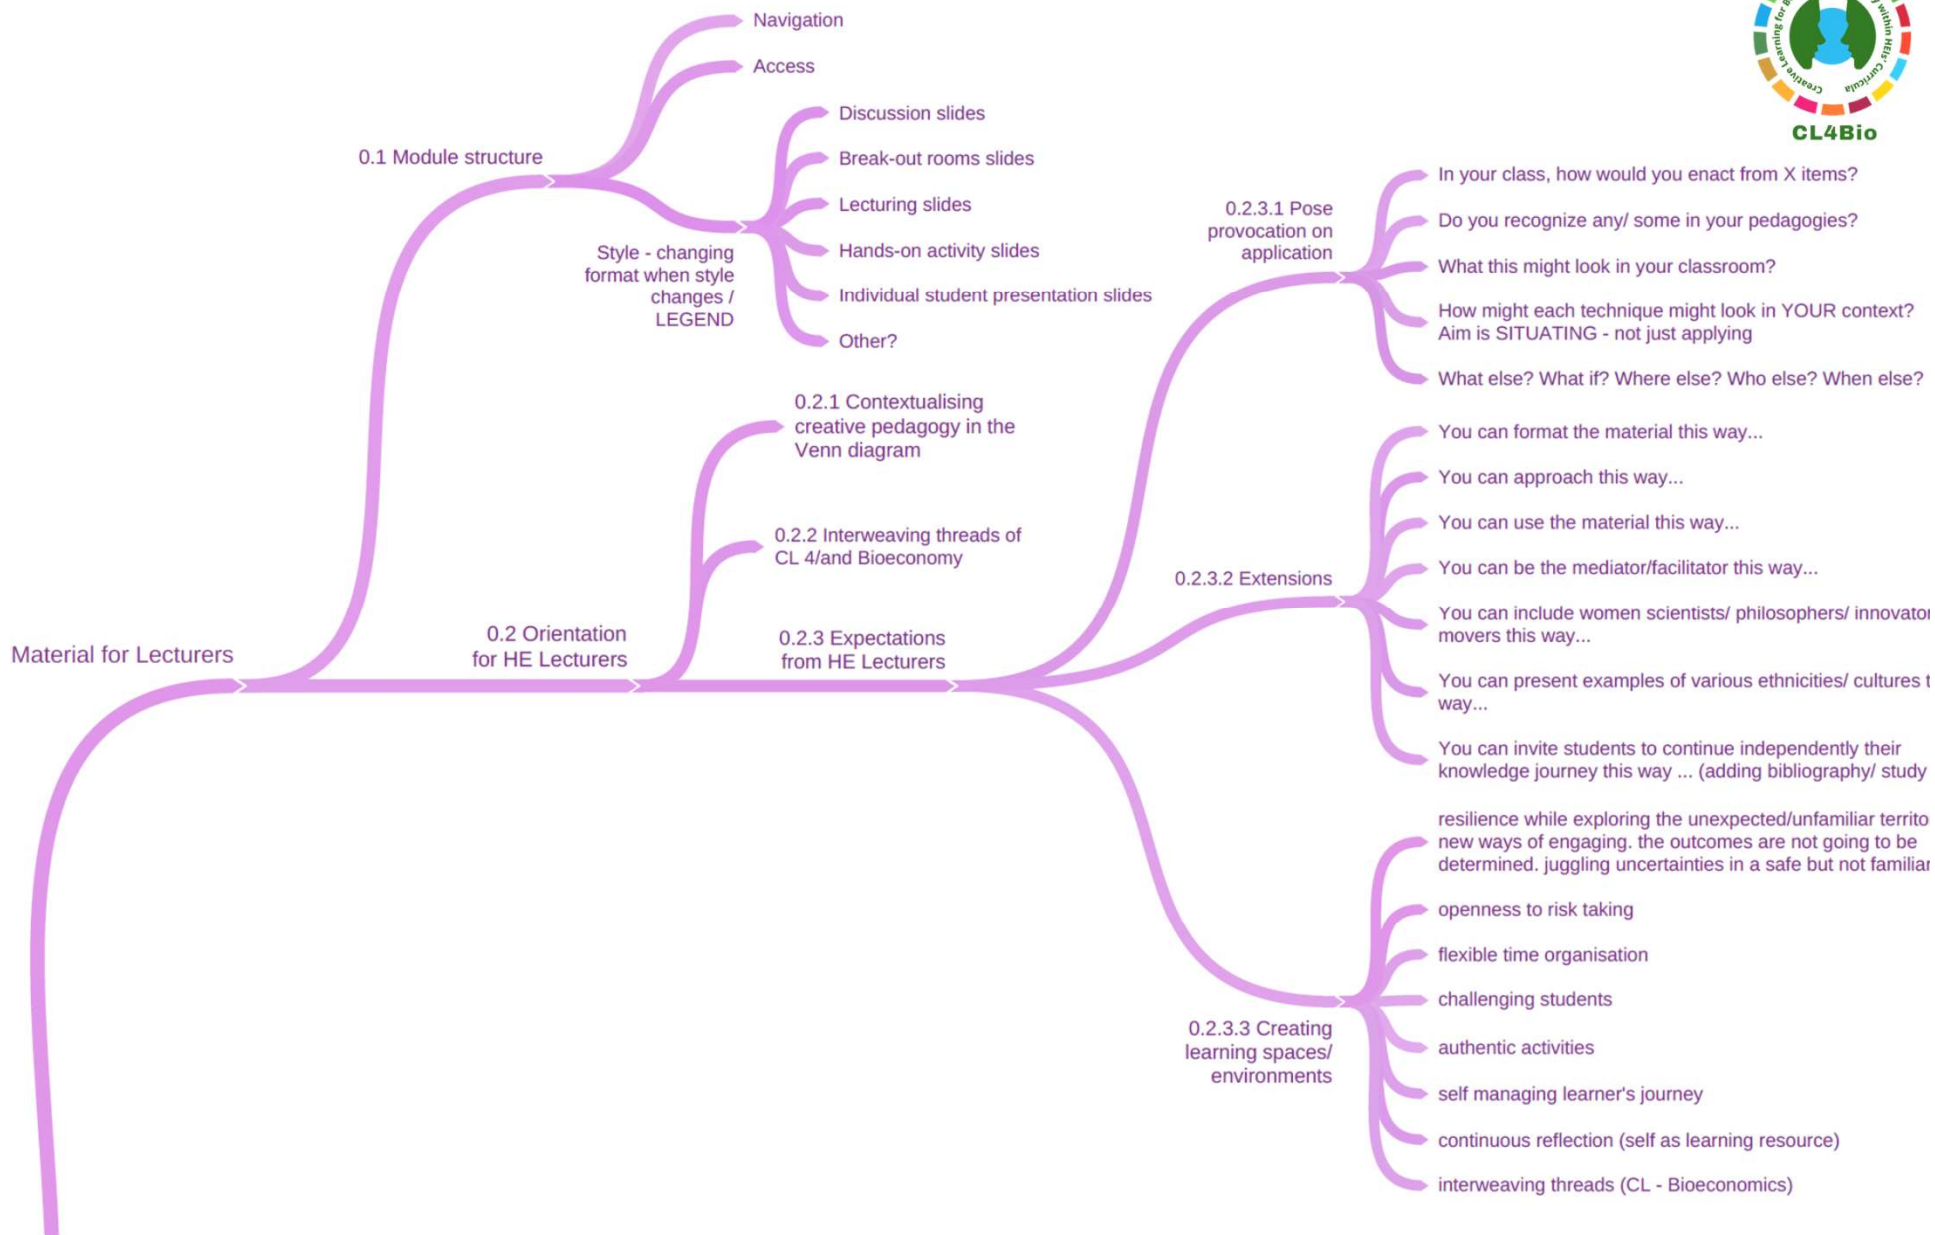 Navigation
Access
0.1 Module structure
Discussion slides
Break-out rooms slides
Lecturing slides
Hands-on activity slides
Individual student presentation slides
Other?
Style - changing
format when style
changes /
LEGEND
0.2.1 Contextualising
creative pedagogy in the
Venn diagram
0.2.2 Interweaving threads of
CL 4/and Bioeconomy
Material for Lecturers
0.2 Orientation
for HE Lecturers
0.2.3 Expectations
from HE Lecturers
0.2.3.1 Pose
provocation on
application
In your class, how would you enact from X items?
Do you recognize any/ some in your pedagogies?
What this might look in your classroom?
How might each technique might look in YOUR context?
Aim is SITUATING - not just applying
What else? What if? Where else? Who else? When else?
0.2.3.2 Extensions
You can format the material this way...
You can approach this way...
You can use the material this way...
You can be the mediator/facilitator this way...
You can include women scientists/ philosophers/
movers this way...
You can present examples of various ethnicities/ cultures
way...
You can invite students to continue independently their
knowledge journey this way ... (adding bibliography/ study
0.2.3.3 Creating
learning spaces/
environments
resilience while exploring the unexpected/unfamiliar
new ways of engaging. the outcomes are not going to be
determined. juggling uncertainties in a safe but not familiar
openness to risk taking
flexible time organisation
challenging students
authentic activities
self managing learner's journey
continuous reflection (self as learning resource)
interweaving threads (CL - Bioeconomics)
Creative Learning for
within HEIs' Curricula
CL4Bio